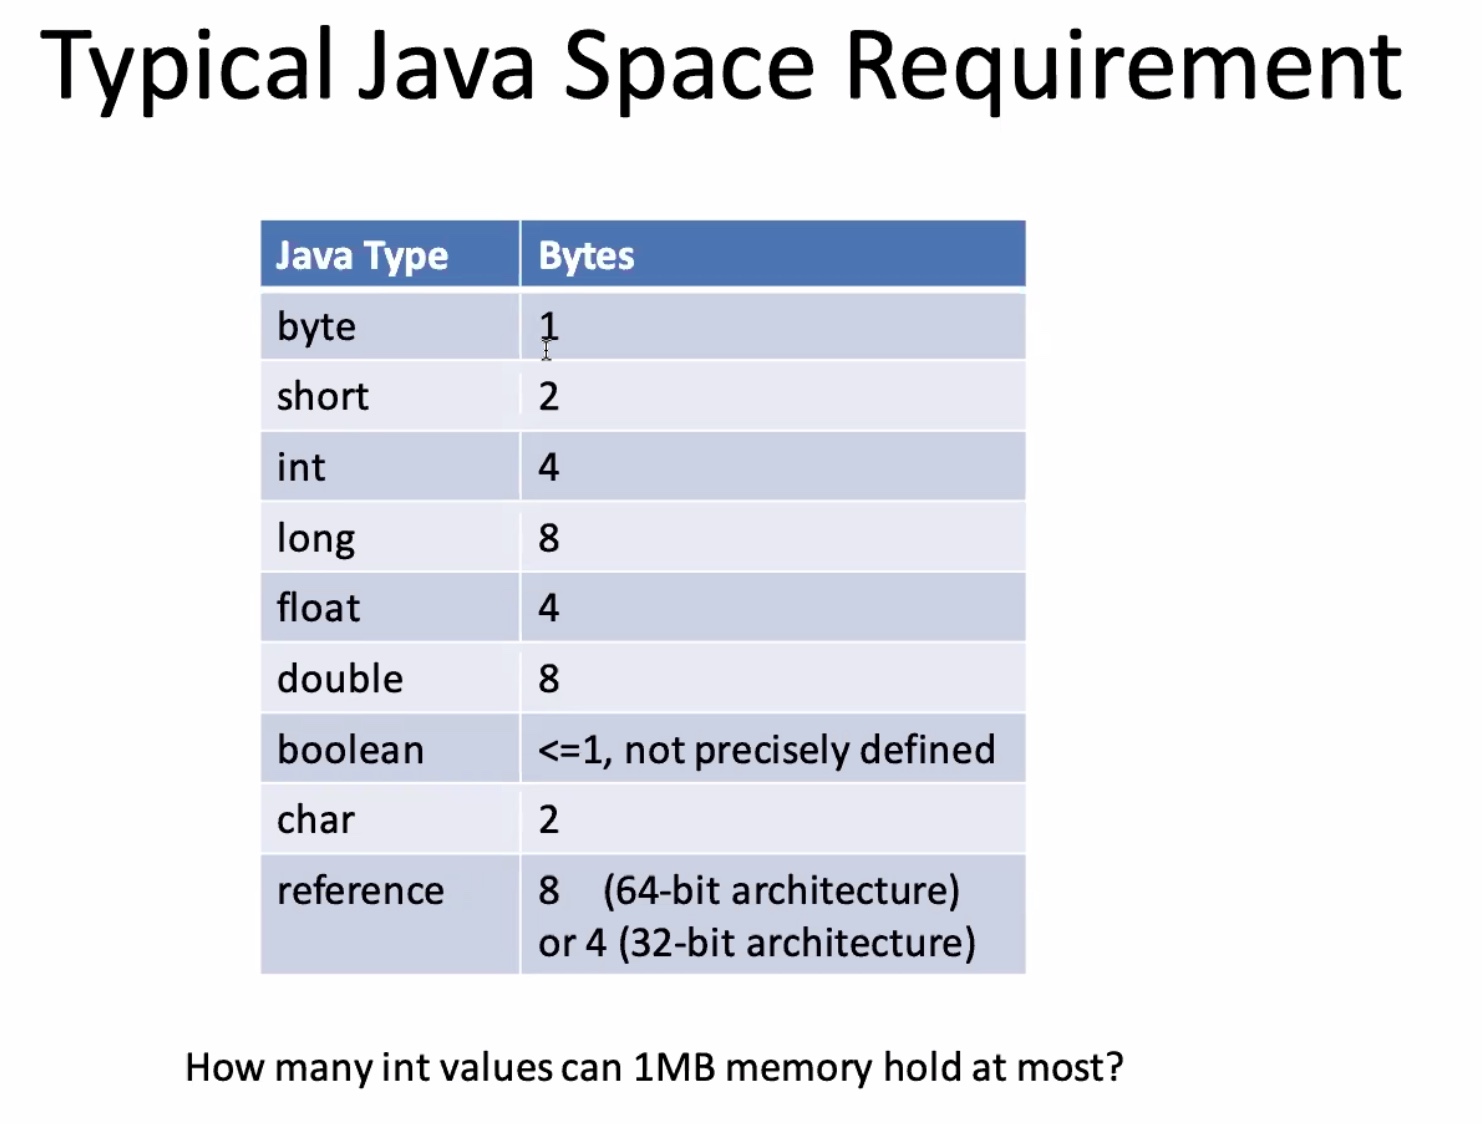 Typical Java Space Requirement
Java Type Bytes
byte 1
short 2
int 4
long 8
float 4
double 8
boolean <=1, not precisely defined
char 2
reference 8 (64-bit architecture)
or 4 (32-bit architecture)
How many int values can 1MB memory hold at most?